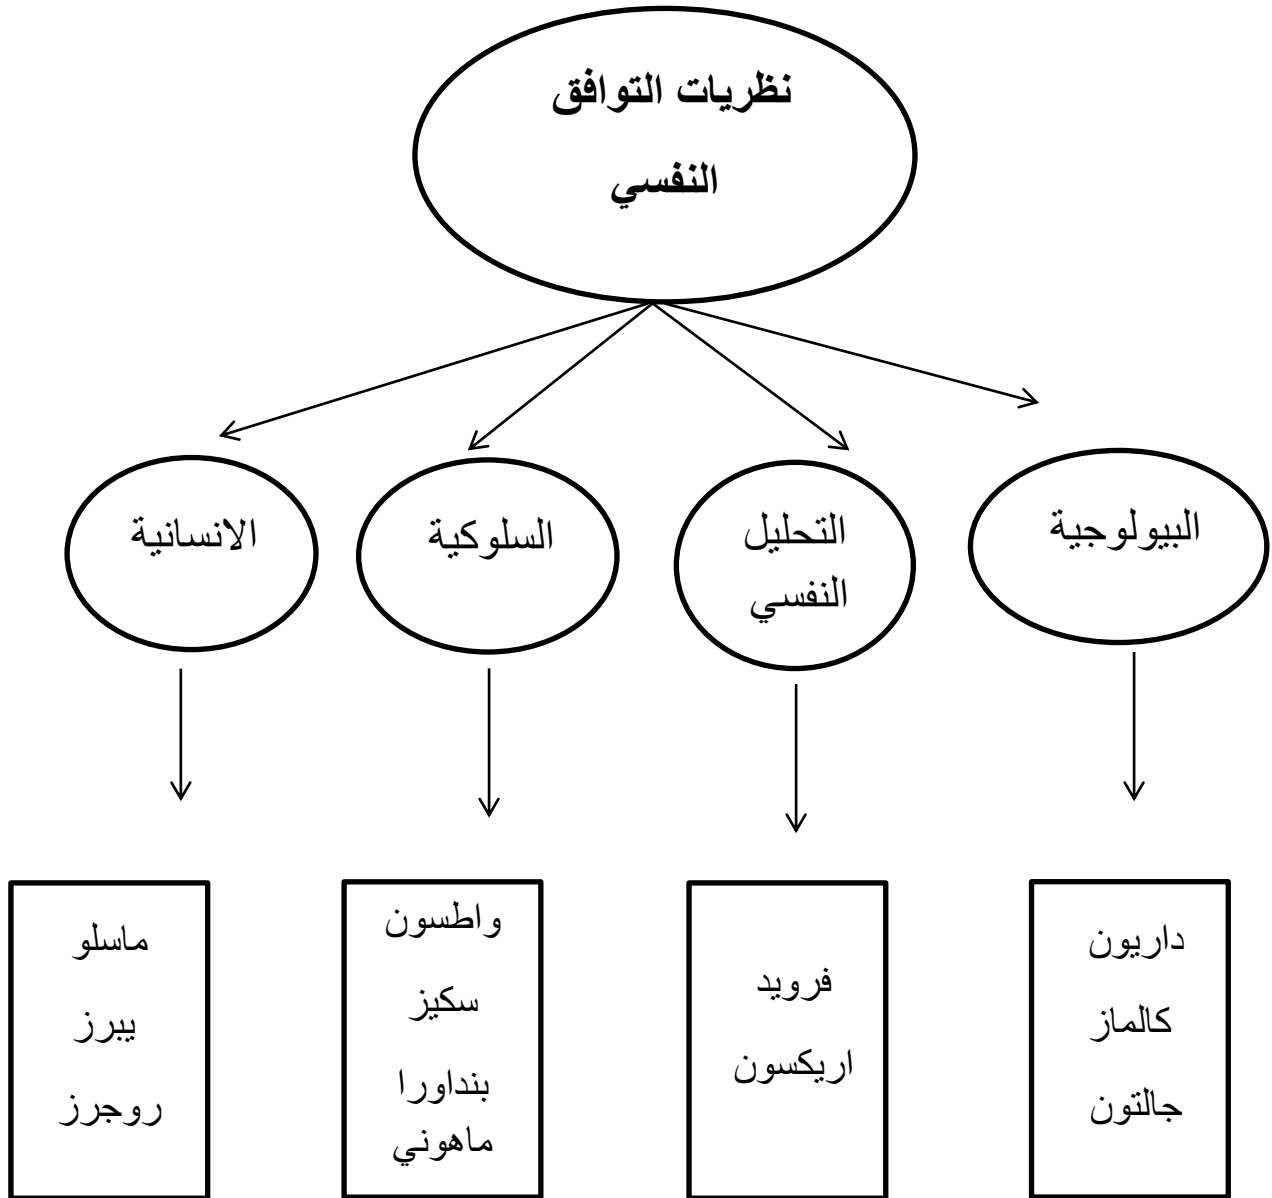 نظريات التوافق
النفسي
البيولوجية
التحليل
النفسي
السلوكية
الانسانية
داريون
كالماز
جالتون
فرويد
اريكسون
واطسون
سكيز
بنداورا
ماهوني
ماسلو
يبرز
روجرز